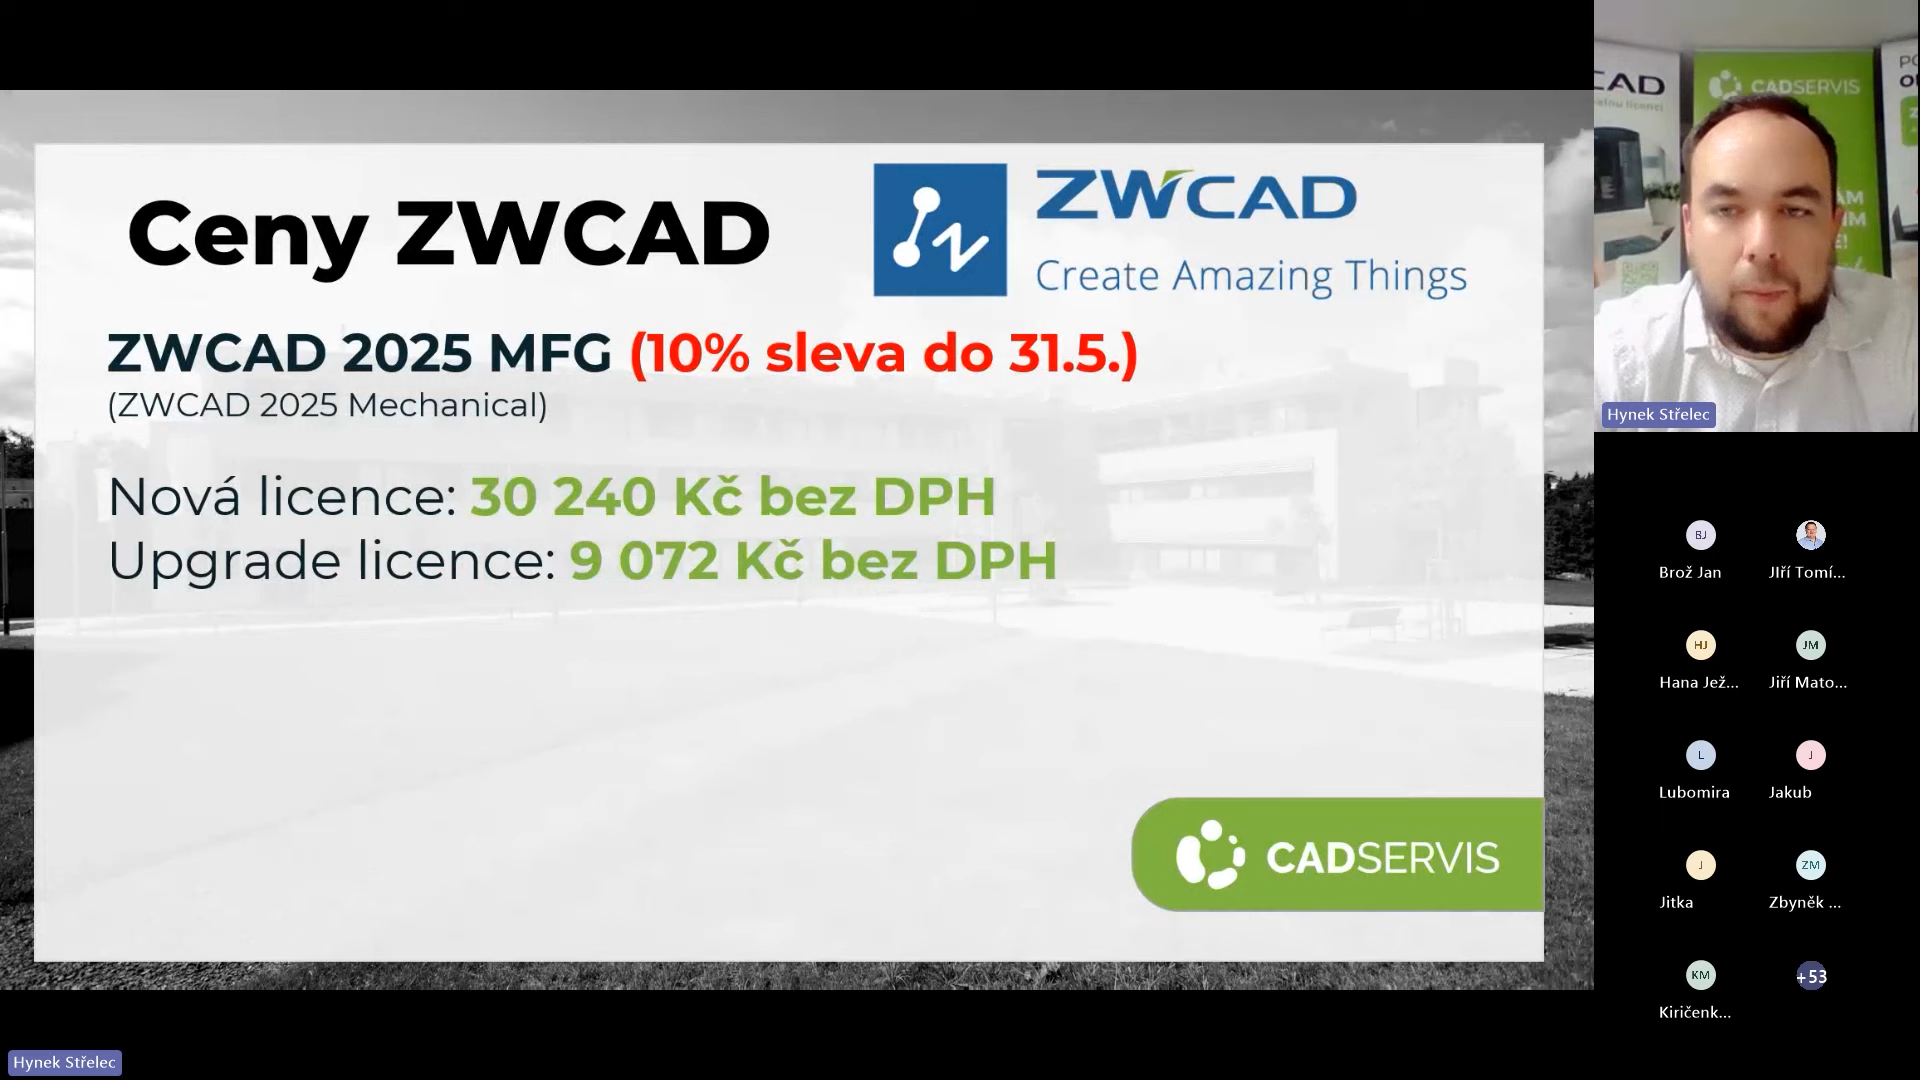 Ceny ZWCAD
ZWCAD
Create Amazing Things
ZWCAD 2025 MFG (10% sleva do 31.5.)
(ZWCAD 2025 Mechanical)
Nová licence: 30 240 Kč bez DPH
Upgrade licence: 9 072 Kč bez DPH
CADSERVIS
Hynek Střelec
CAD
CADSERVIS
Hynek Střelec
BJ
Brož Jan
JIří Tomí...
HJ
Hana Jež...
JM
Jiří Mato...
L
Lubomira
J
Jakub
J
Jitka
ZM
Zbyněk ...
KM
Kiričenk...
+53